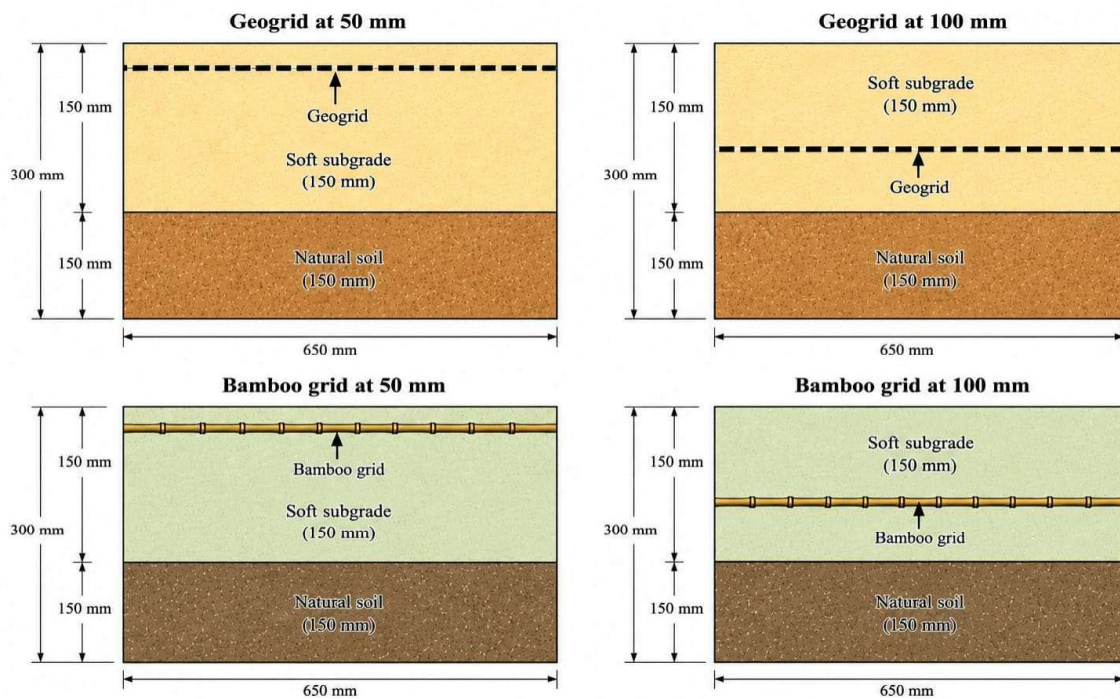 Geogrid at 50 mm
300 mm
150 mm
150 mm
Geogrid
Soft subgrade
(150 mm)
Natural soil
(150 mm)
650 mm
Geogrid at 100 mm
300 mm
150 mm
150 mm
Soft subgrade
(150 mm)
Geogrid
Natural soil
(150 mm)
650 mm
Bamboo grid at 50 mm
300 mm
150 mm
150 mm
Bamboo grid
Soft subgrade
(150 mm)
Natural soil
(150 mm)
650 mm
Bamboo grid at 100 mm
300 mm
150 mm
150 mm
Soft subgrade
(150 mm)
Bamboo grid
Natural soil
(150 mm)
650 mm